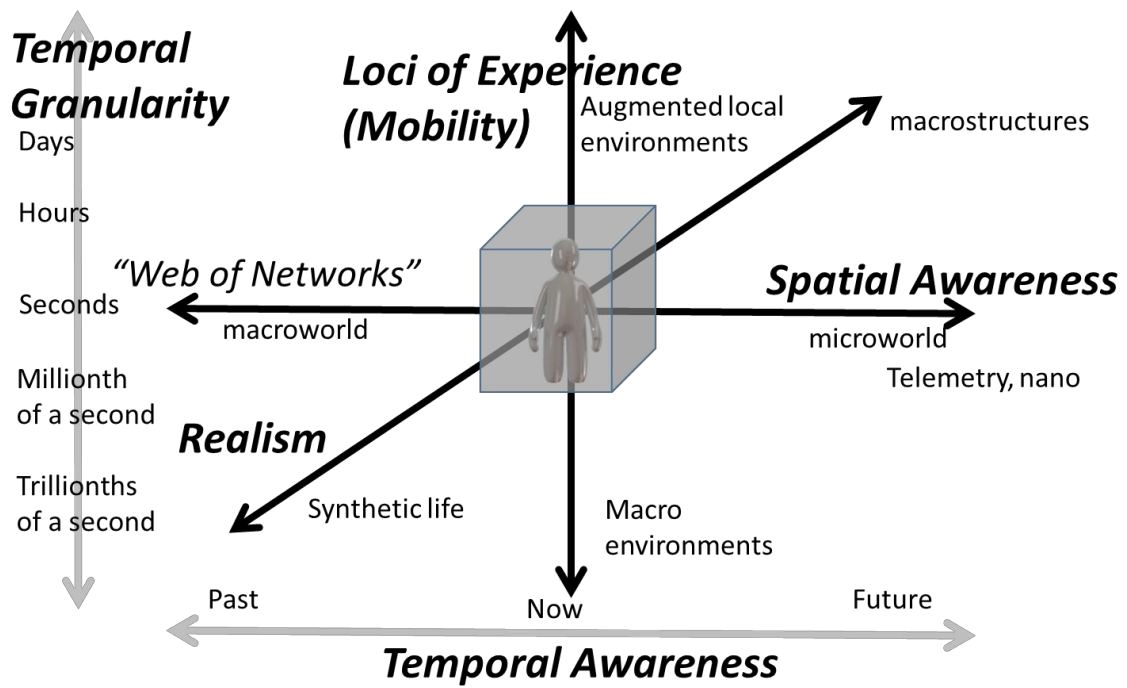 Temporal
Granularity
Days
Hours
Seconds
Millionth
of a second
Trillionths
of a second
Loci of Experience
(Mobility)
Augmented local
environments
macrostructures
“Web of Networks”
macroworld
Spatial Awareness
microworld
Telemetry, nano
Realism
Synthetic life
Macro
environments
Past
Now
Future
Temporal Awareness